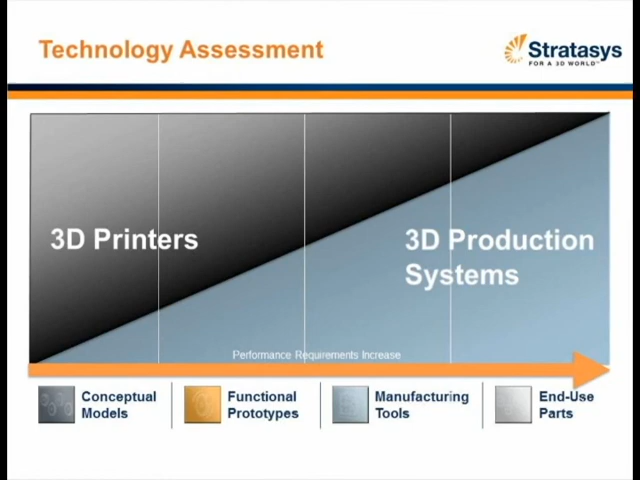 Technology Assessment
Stratasys
FOR A 3D WORLD™
3D Printers
3D Production
Systems
Performance Requirements Increase
Conceptual
Models
Functional
Prototypes
Manufacturing
Tools
End-Use
Parts